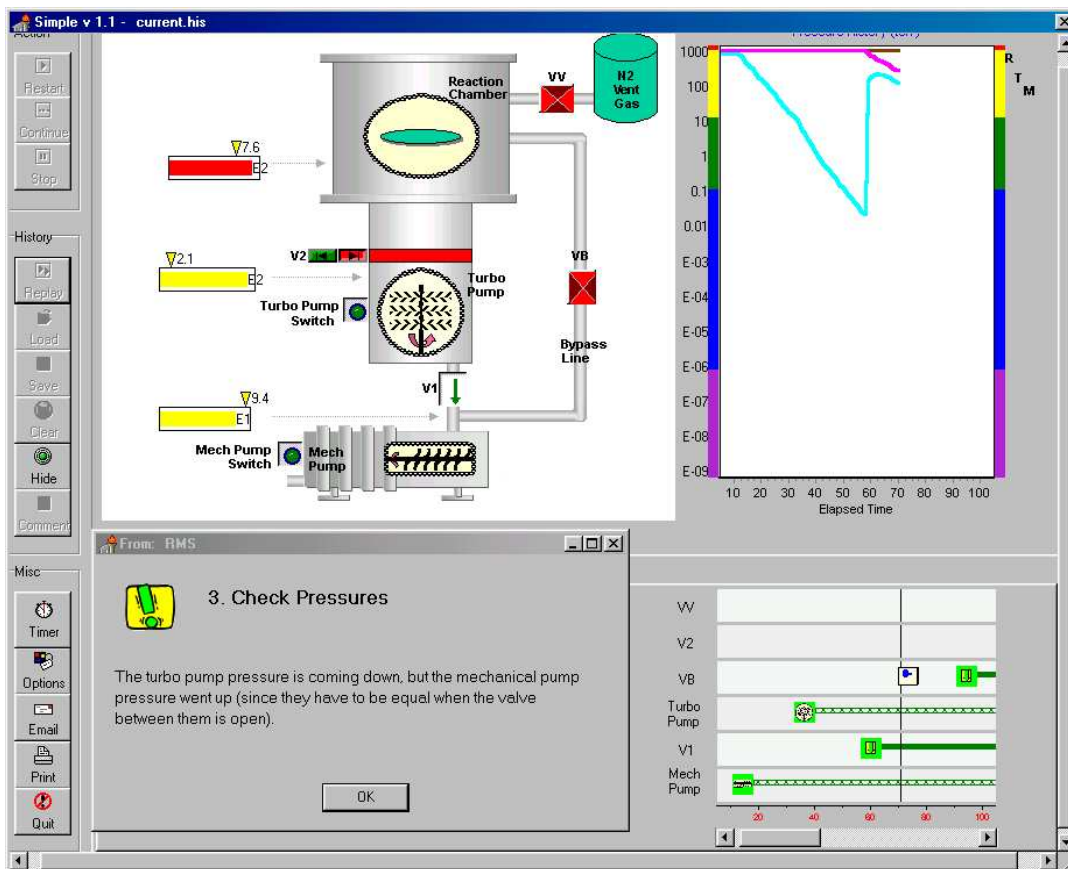 Simple v 1.1 - current.his
Action
Restart
Continue
Stop
History
Replay
Load
Save
Clear
Hide
Comment
Misc
Timer
Options
Email
Print
Quit
Reaction
Chamber
VV
N2
Vent
Gas
7.6
E2
V2
2.1
E2
Turbo
Pump
Turbo Pump
Switch
VB
Bypass
Line
V1
9.4
E1
Mech Pump
Switch
Mech
Pump
Pressure History (torr)
1000
100
10
1
0.1
0.01
E-03
E-04
E-05
E-06
E-07
E-08
E-09
R
T
M
10 20 30 40 50 60 70 80 90 100
Elapsed Time
From: RMS
3. Check Pressures
The turbo pump pressure is coming down, but the mechanical pump
pressure went up (since they have to be equal when the valve
between them is open).
OK
VV
V2
VB
Turbo
Pump
V1
Mech
Pump
20 40 60 80 100